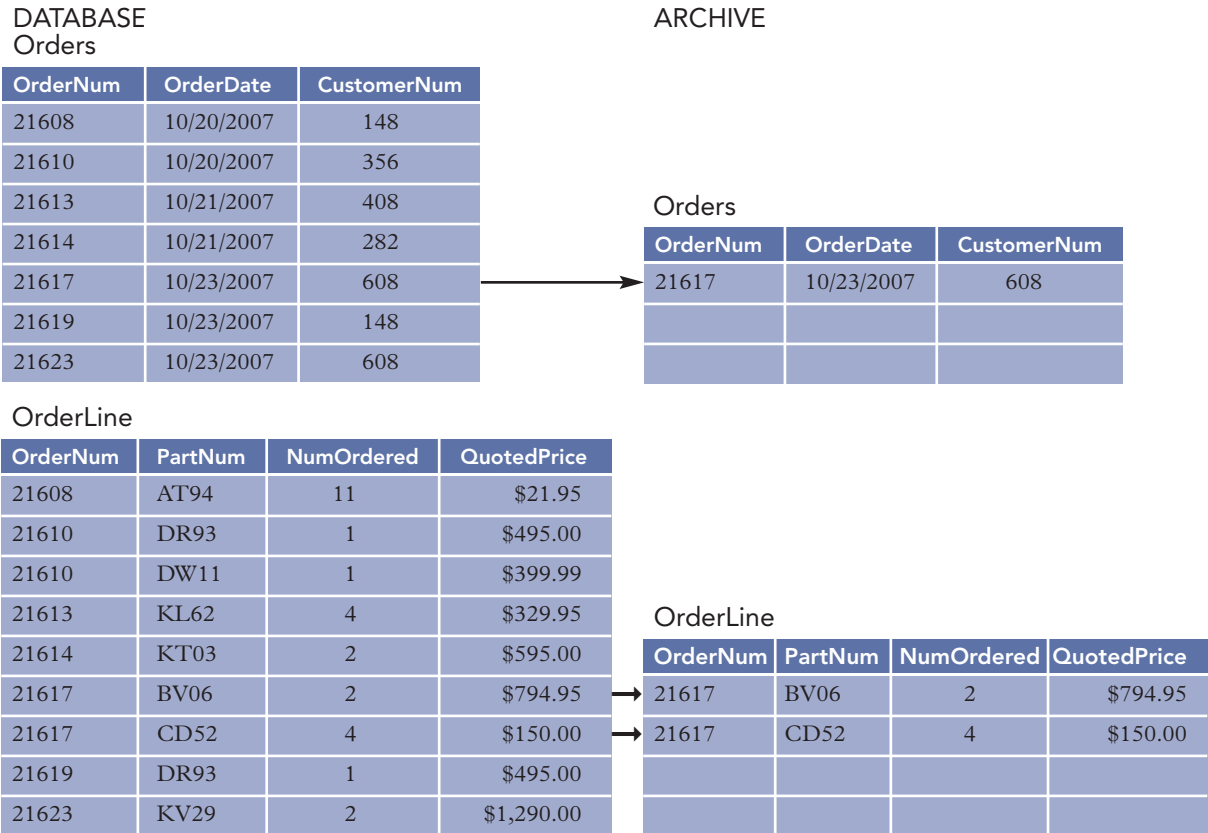 DATABASE
Orders
OrderNum OrderDate CustomerNum
21608 10/20/2007 148
21610 10/20/2007 356
21613 10/21/2007 408
21614 10/21/2007 282
21617 10/23/2007 608
21619 10/23/2007 148
21623 10/23/2007 608
OrderLine
OrderNum PartNum NumOrdered QuotedPrice
21608 AT94 11 $21.95
21610 DR93 1 $495.00
21610 DW11 1 $399.99
21613 KL62 4 $329.95
21614 KT03 2 $595.00
21617 BV06 2 $794.95
21617 CD52 4 $150.00
21619 DR93 1 $495.00
21623 KV29 2 $1,290.00
ARCHIVE
Orders
OrderNum OrderDate CustomerNum
21617 10/23/2007 608
OrderLine
OrderNum PartNum NumOrdered QuotedPrice
21617 BV06 2 $794.95
21617 CD52 4 $150.00